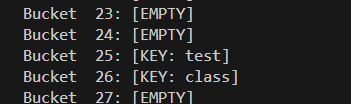 Bucket  23: [EMPTY]
Bucket  24: [EMPTY]
Bucket  25: [KEY: test]
Bucket  26: [KEY: class]
Bucket  27: [EMPTY]